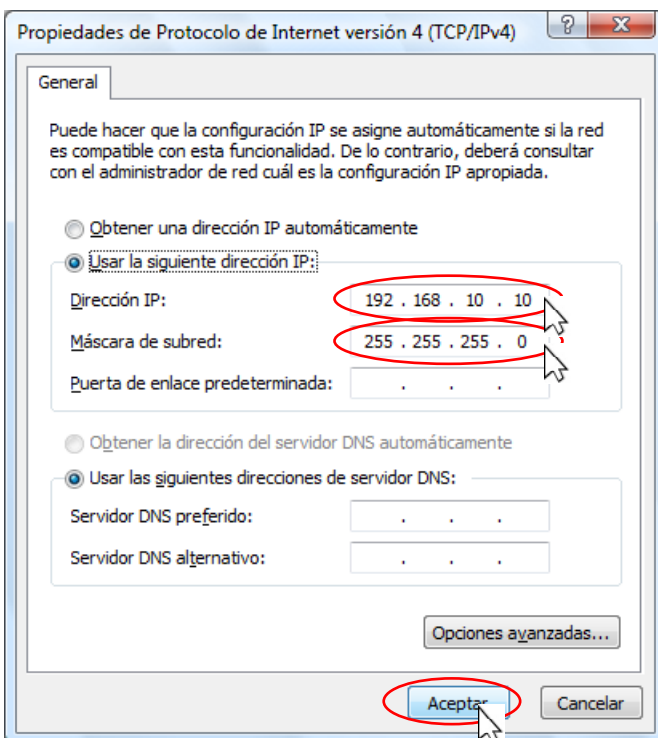 Propiedades de Protocolo de Internet versión 4 (TCP/IPv4)
General
Puede hacer que la configuración IP se asigne automáticamente si la red
es compatible con esta funcionalidad. De lo contrario, deberá consultar
con el administrador de red cuál es la configuración IP apropiada.
Obtener una dirección IP automáticamente
Usar la siguiente dirección IP:
Dirección IP: 192 . 168 . 10 . 10
Máscara de subred: 255 . 255 . 255 . 0
Puerta de enlace predeterminada: . . .
Obtener la dirección del servidor DNS automáticamente
Usar las siguientes direcciones de servidor DNS:
Servidor DNS preferido: . . .
Servidor DNS alternativo: . . .
Opciones avanzadas...
Aceptar Cancelar